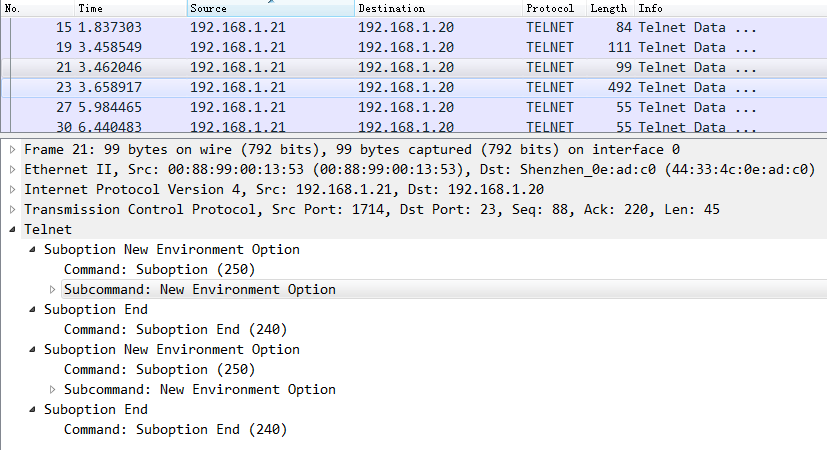 No. Time Source Destination Protocol Length Info
15 1.837303 192.168.1.21 192.168.1.20 TELNET 84 Telnet Data ...
19 3.458549 192.168.1.21 192.168.1.20 TELNET 111 Telnet Data ...
21 3.462046 192.168.1.21 192.168.1.20 TELNET 99 Telnet Data ...
23 3.658917 192.168.1.21 192.168.1.20 TELNET 492 Telnet Data ...
27 5.984465 192.168.1.21 192.168.1.20 TELNET 55 Telnet Data ...
30 6.440483 192.168.1.21 192.168.1.20 TELNET 55 Telnet Data ...
Frame 21: 99 bytes on wire (792 bits), 99 bytes captured (792 bits) on interface 0
Ethernet II, Src: 00:88:99:00:13:53 (00:88:99:00:13:53), Dst: Shenzhen_0e:ad:c0 (44:33:4c:0e:ad:c0)
Internet Protocol Version 4, Src: 192.168.1.21, Dst: 192.168.1.20
Transmission Control Protocol, Src Port: 1714, Dst Port: 23, Seq: 88, Ack: 220, Len: 45
Telnet
Suboption New Environment Option
Command: Suboption (250)
Subcommand: New Environment Option
Suboption End
Command: Suboption End (240)
Suboption New Environment Option
Command: Suboption (250)
Subcommand: New Environment Option
Suboption End
Command: Suboption End (240)